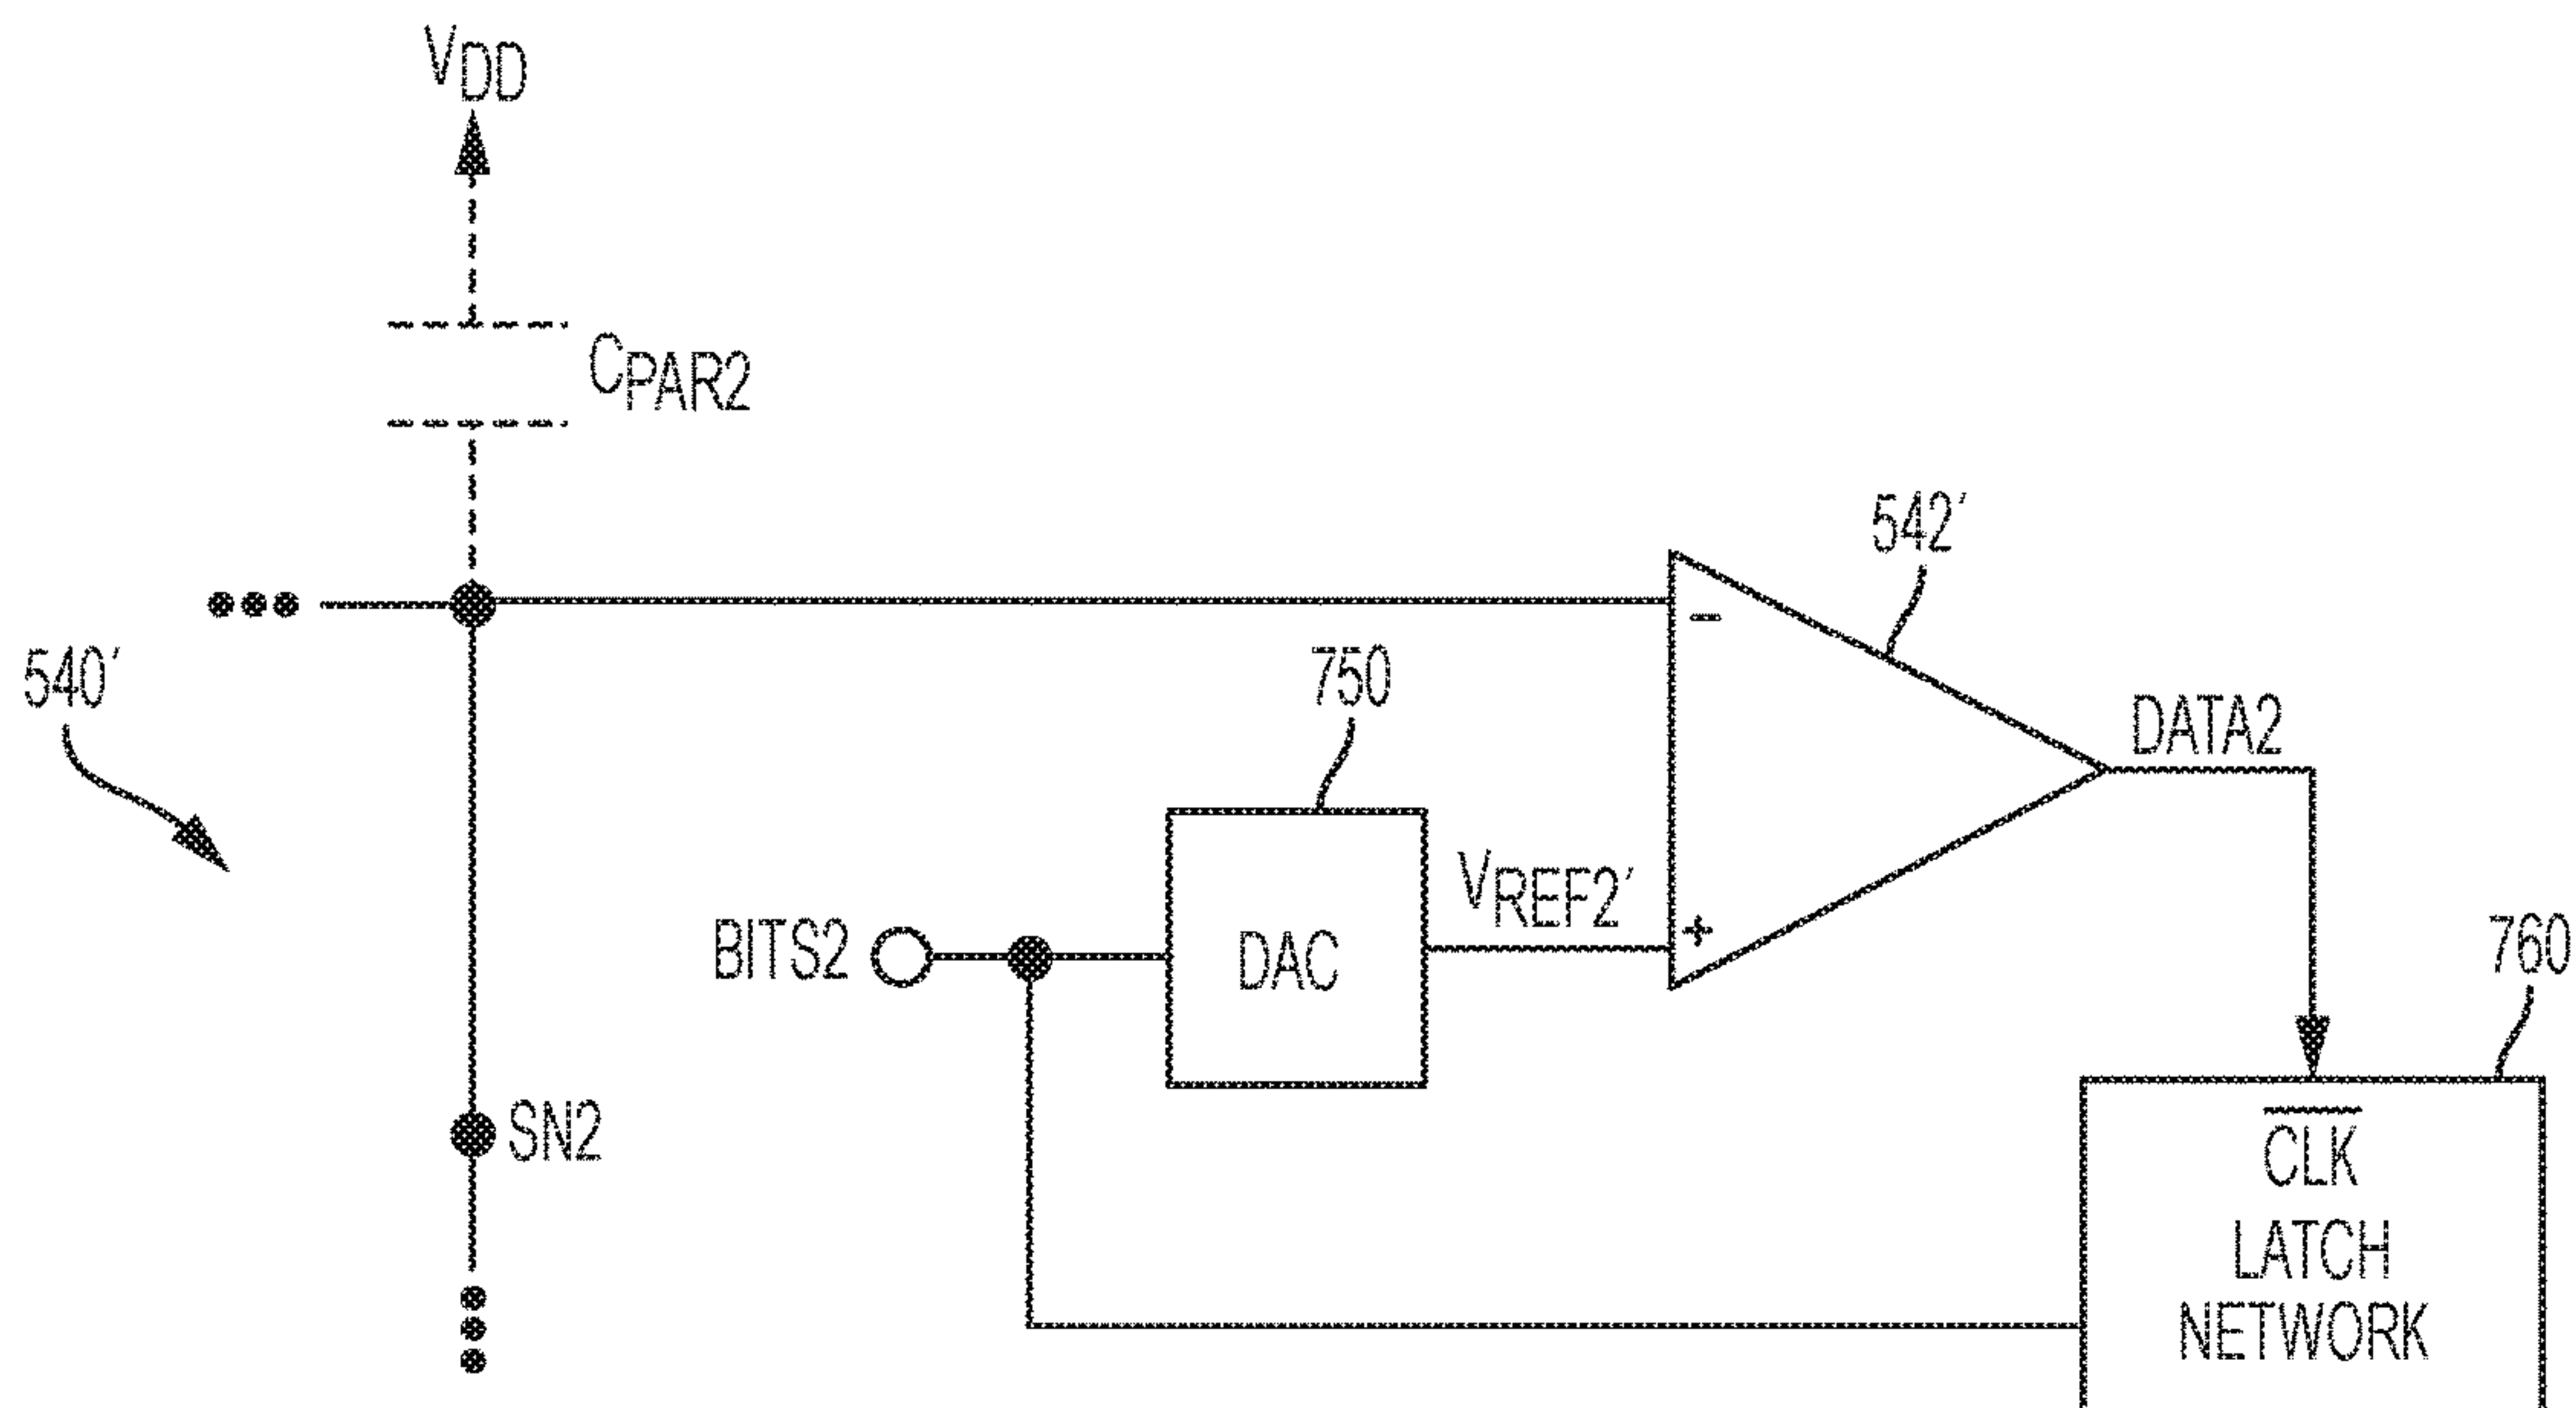 VDD
CPAR2
542′
540′
750
DATA2
VREF2′
BITS2
DAC
−
+
760
SN2
CLK
LATCH
NETWORK